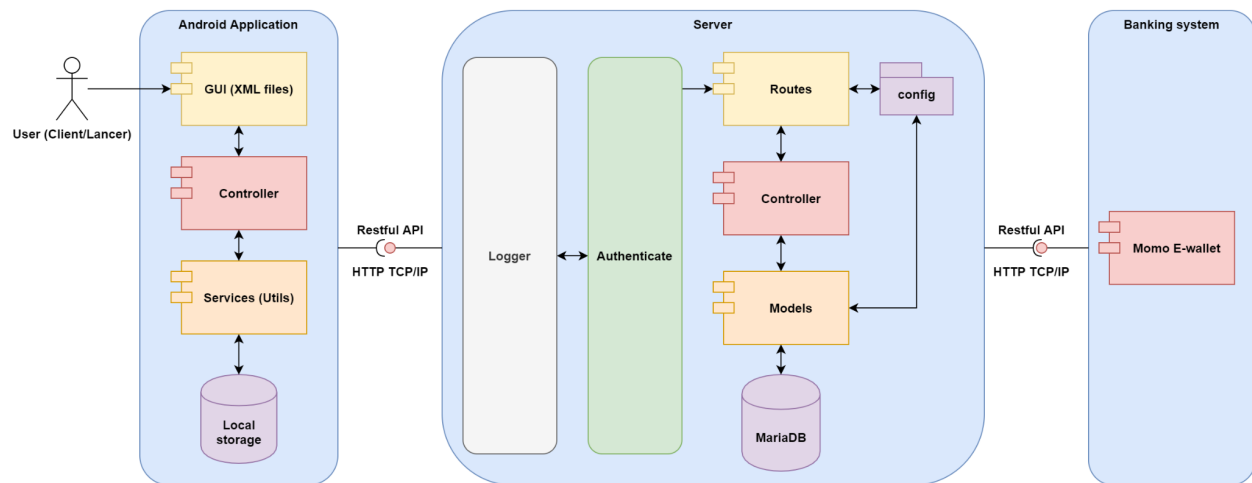 Android Application
Server
Banking system
GUI (XML files)
Routes
config
User (Client/Lancer)
Controller
Controller
Restful API
Restful API
Momo E-wallet
Logger
Authenticate
HTTP TCP/IP
HTTP TCP/IP
Services (Utils)
Models
Local
storage
MariaDB